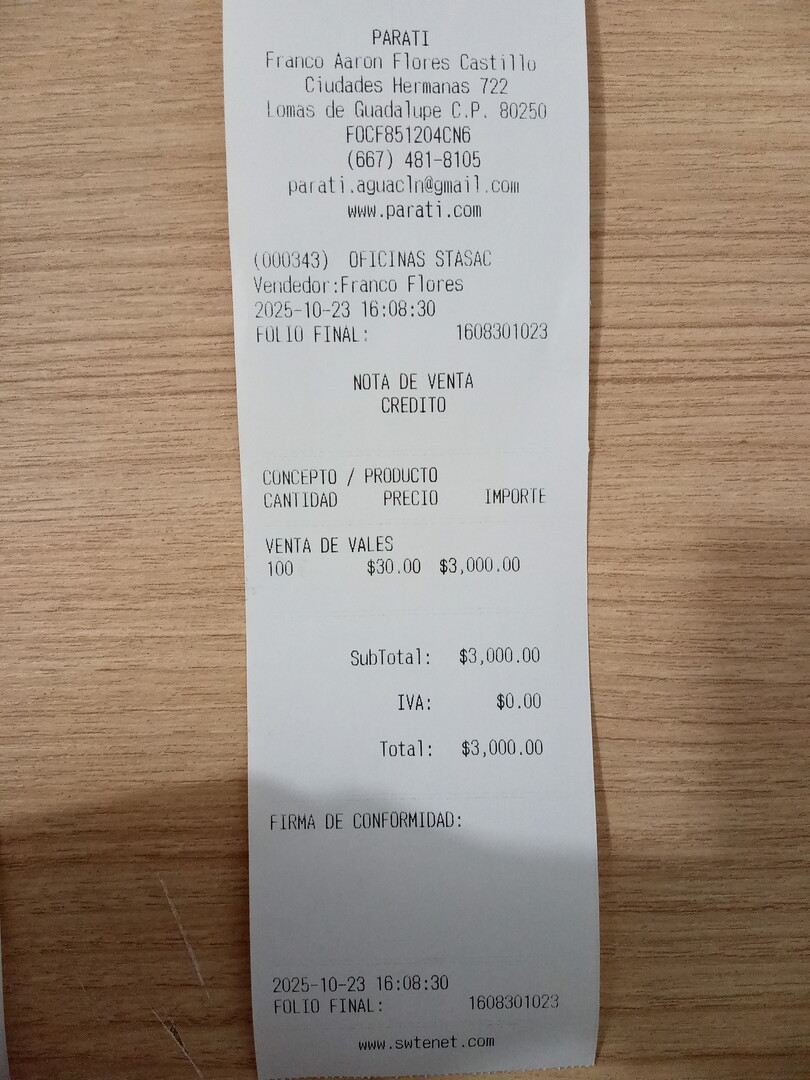 PARATI
Franco Aaron Flores Castillo
Ciudades Hermanas 722
Lomas de Guadalupe C.P. 80250
FOCF851204CN6
(667) 481-8105
parati.aguacln@gmail.com
www.parati.com
(000343) OFICINAS STASAC
Vendedor:Franco Flores
2025-10-23 16:08:30
FOLIO FINAL: 1608301023
NOTA DE VENTA
CREDITO
CONCEPTO / PRODUCTO
CANTIDAD PRECIO IMPORTE
VENTA DE VALES
100 $30.00 $3,000.00
SubTotal: $3,000.00
IVA: $0.00
Total: $3,000.00
FIRMA DE CONFORMIDAD:
2025-10-23 16:08:30
FOLIO FINAL: 1608301023
www.swtenet.com